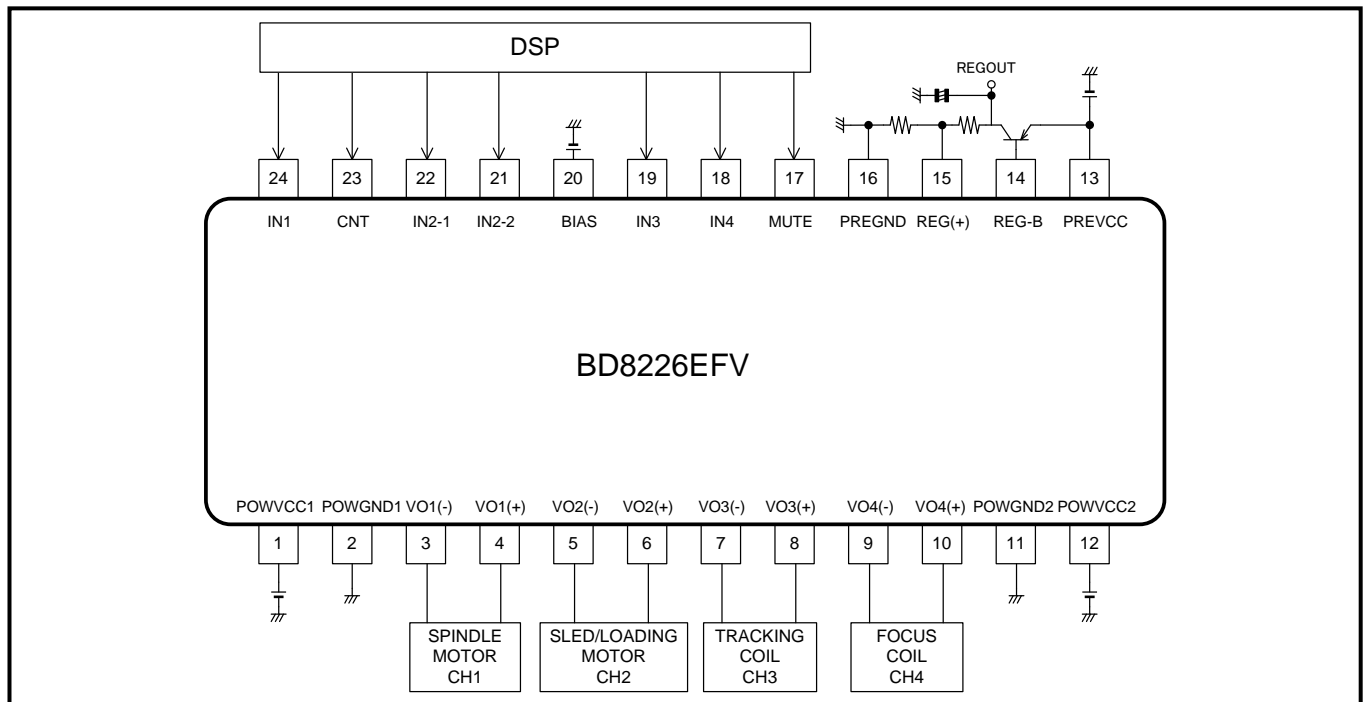 DSP
REGOUT
24 23 22 21 20 19 18 17 16 15 14 13
IN1 CNT IN2-1 IN2-2 BIAS IN3 IN4 MUTE PREGND REG(+) REG-B PREVCC
BD8226EFV
POWVCC1 POWGND1 VO1(-) VO1(+) VO2(-) VO2(+) VO3(-) VO3(+) VO4(-) VO4(+) POWGND2 POWVCC2
1 2 3 4 5 6 7 8 9 10 11 12
SPINDLE
MOTOR
CH1
SLED/LOADING
MOTOR
CH2
TRACKING
COIL
CH3
FOCUS
COIL
CH4